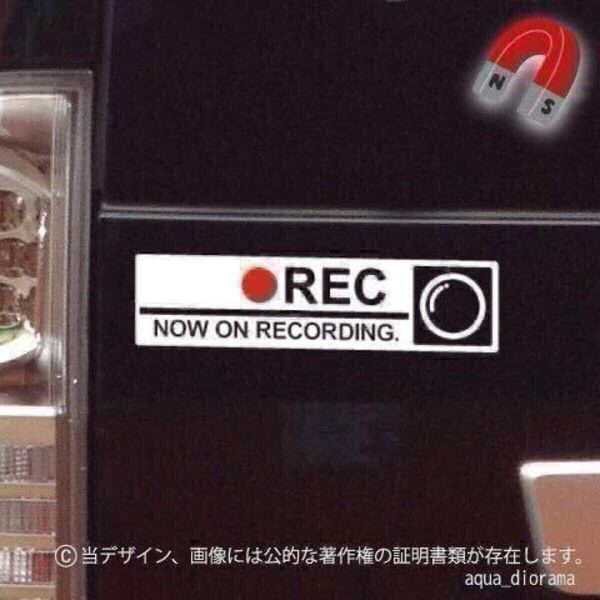 N S
●REC
NOW ON RECORDING.
Ⓒ当デザイン、画像には公的な著作権の証明書類が存在します。
aqua_diorama